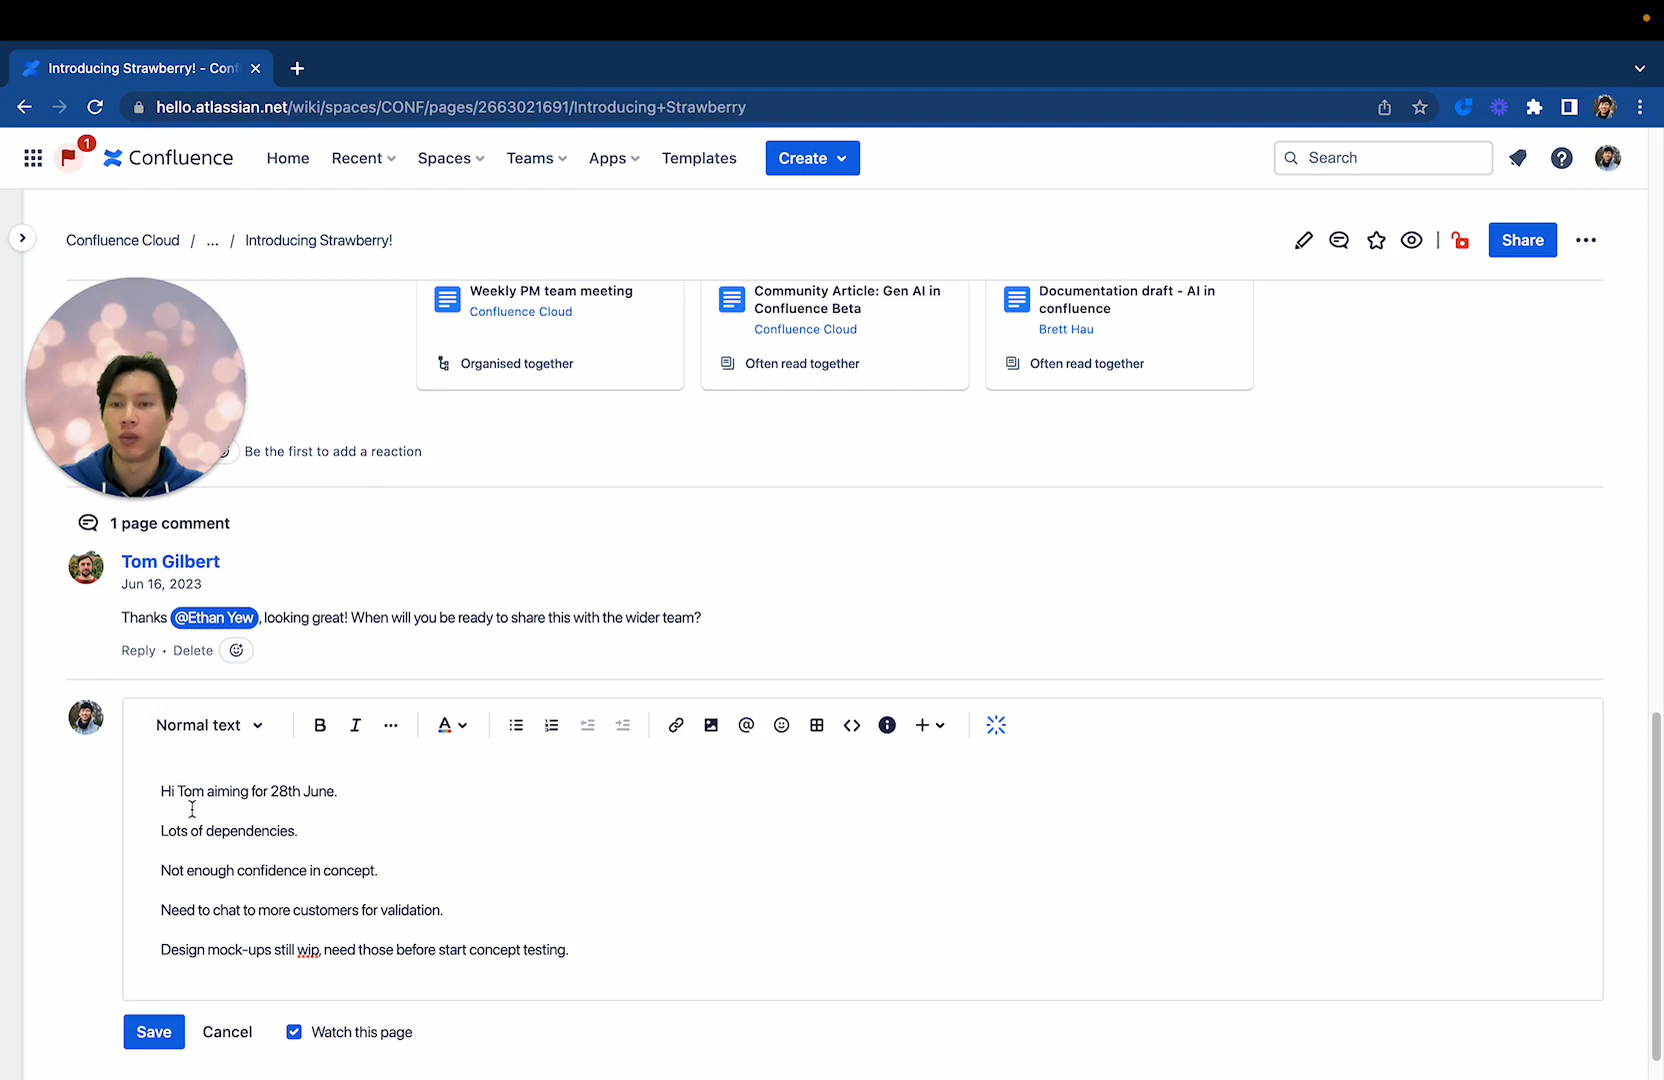 Introducing Strawberry! - Conf
hello.atlassian.net/wiki/spaces/CONF/pages/2663021691/Introducing+Strawberry
1
Confluence
Home
Recent
Spaces
Teams
Apps
Templates
Create
Search
Confluence Cloud / ... / Introducing Strawberry!
Share
Weekly PM team meeting
Confluence Cloud
Organised together
Community Article: Gen AI in
Confluence Beta
Confluence Cloud
Often read together
Documentation draft - AI in
confluence
Brett Hau
Often read together
Be the first to add a reaction
1 page comment
Tom Gilbert
Jun 16, 2023
Thanks @Ethan Yew, looking great! When will you be ready to share this with the wider team?
Reply • Delete
Normal text
B I ... A
Hi Tom aiming for 28th June.
Lots of dependencies.
Not enough confidence in concept.
Need to chat to more customers for validation.
Design mock-ups still wip, need those before start concept testing.
Save
Cancel
Watch this page